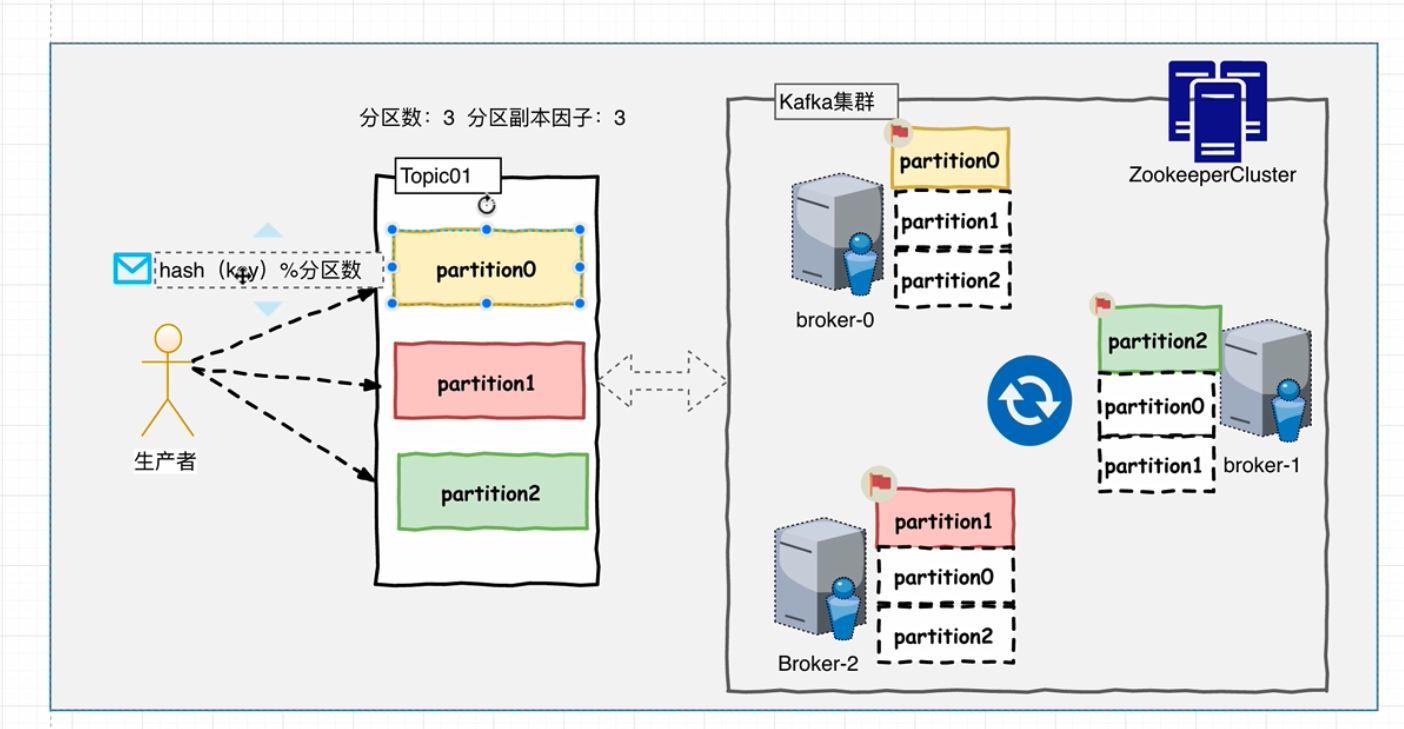 分区数：3 分区副本因子：3
Topic01
hash（key）%分区数
partition0
partition1
partition2
生产者
Kafka集群
ZookeeperCluster
partition0
partition1
partition2
broker-0
partition2
partition0
partition1
broker-1
partition1
partition0
partition2
Broker-2